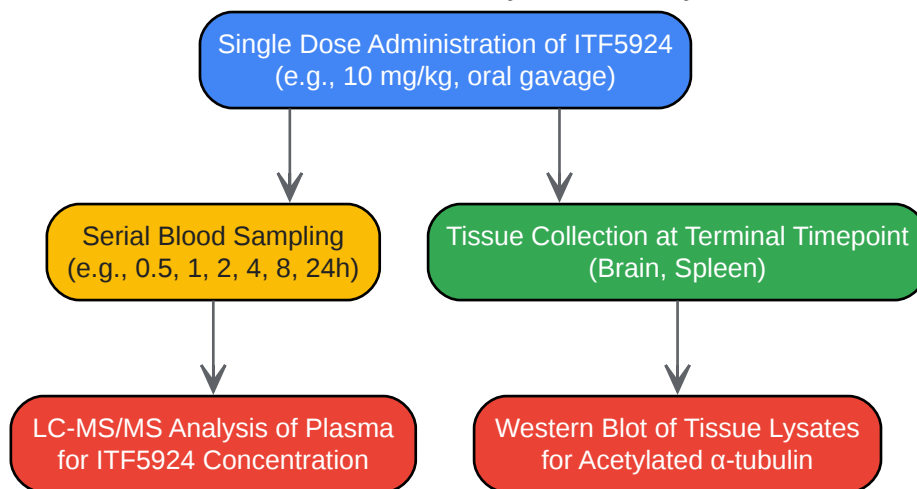 Single Dose Administration of ITF5924
(e.g., 10 mg/kg, oral gavage)
Serial Blood Sampling
(e.g., 0.5, 1, 2, 4, 8, 24h)
Tissue Collection at Terminal Timepoint
(Brain, Spleen)
LC-MS/MS Analysis of Plasma
for ITF5924 Concentration
Western Blot of Tissue Lysates
for Acetylated α-tubulin